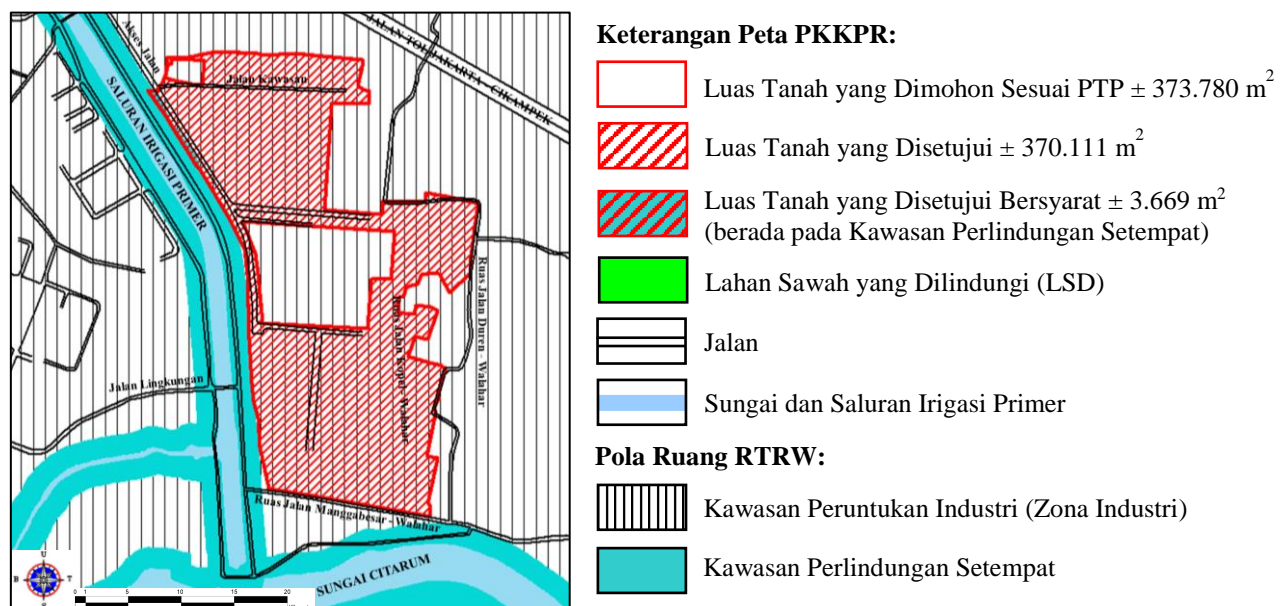 Akses Jalan
JALAN TOL JAKARTA - CIKAMPEK
Jalan Kawasan
SALURAN IRIGASI PRIMER
Ruas Jalan Duren - Walahar
Ruas Jalan Kopel - Walahar
Jalan Lingkungan
Ruas Jalan Manggabesar - Walahar
SUNGAI CITARUM
U
B
T
0 1 5 10 15 20
Keterangan Peta PKKPR:
Luas Tanah yang Dimohon Sesuai PTP ± 373.780 m²
Luas Tanah yang Disetujui ± 370.111 m²
Luas Tanah yang Disetujui Bersyarat ± 3.669 m²
(berada pada Kawasan Perlindungan Setempat)
Lahan Sawah yang Dilindungi (LSD)
Jalan
Sungai dan Saluran Irigasi Primer
Pola Ruang RTRW:
Kawasan Peruntukan Industri (Zona Industri)
Kawasan Perlindungan Setempat